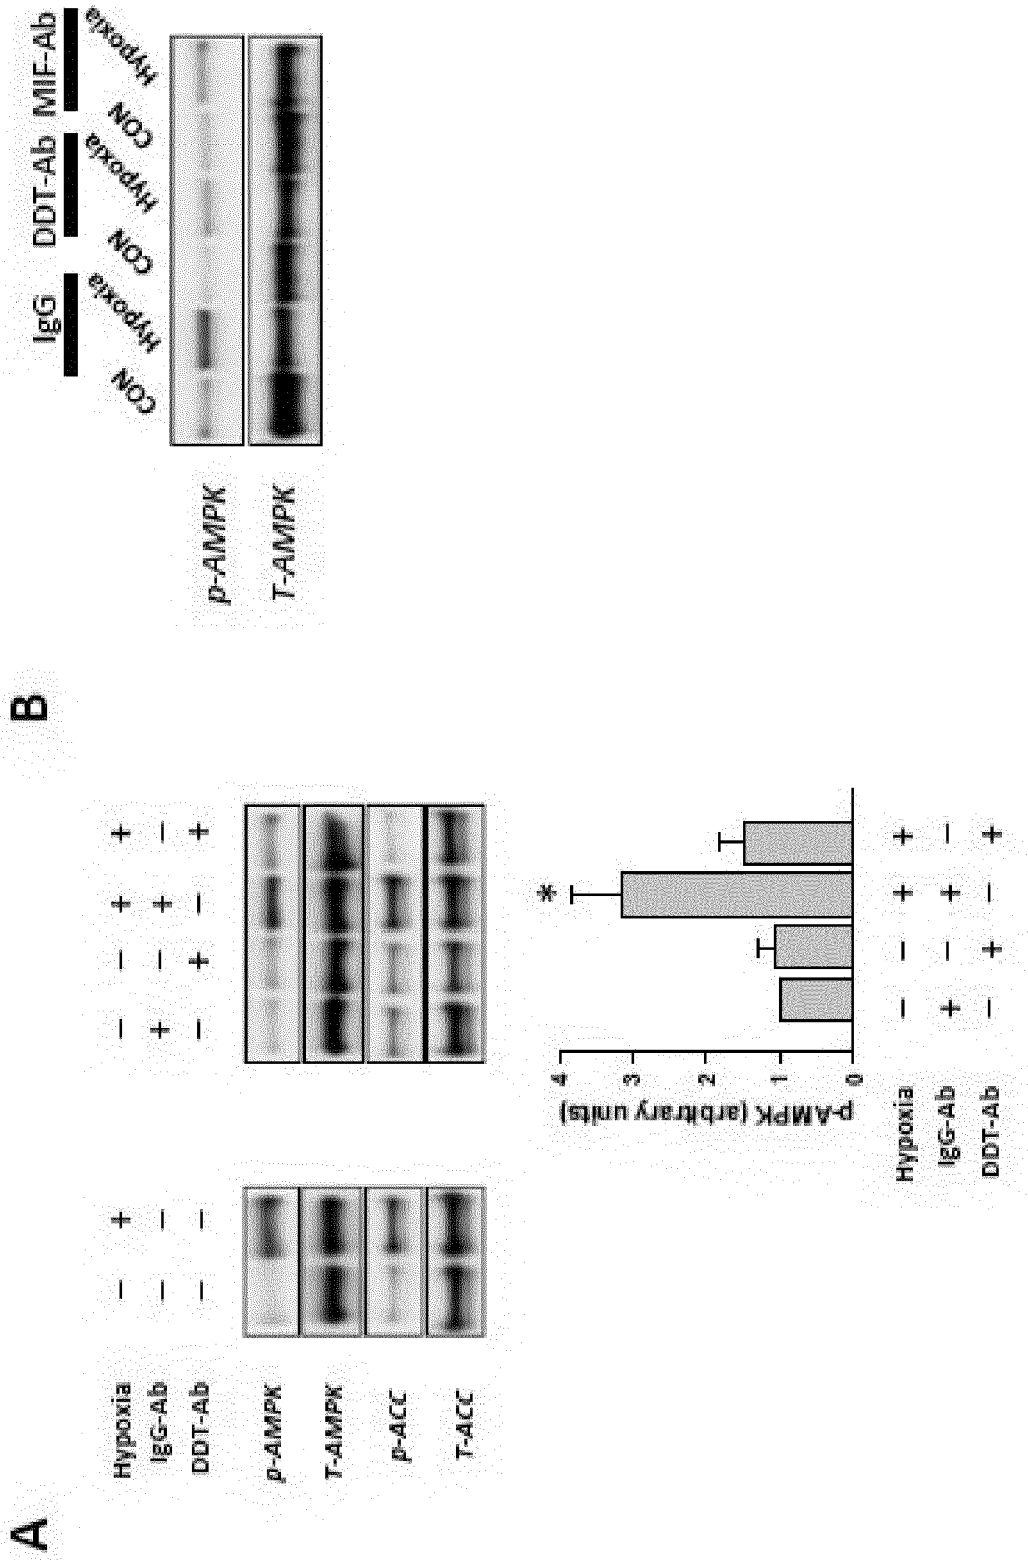 A
Hypoxia − + − − + +
IgG-Ab − − + − + −
DDT-Ab − − − + − +
p-AMPK
T-AMPK
p-ACC
T-ACC
p-AMPK (arbitrary units)
4
3
2
1
0
*
Hypoxia − − + +
IgG-Ab + − + −
DDT-Ab − + − +
B
IgG DDT-Ab MIF-Ab
CON Hypoxia CON Hypoxia CON Hypoxia
p-AMPK
T-AMPK